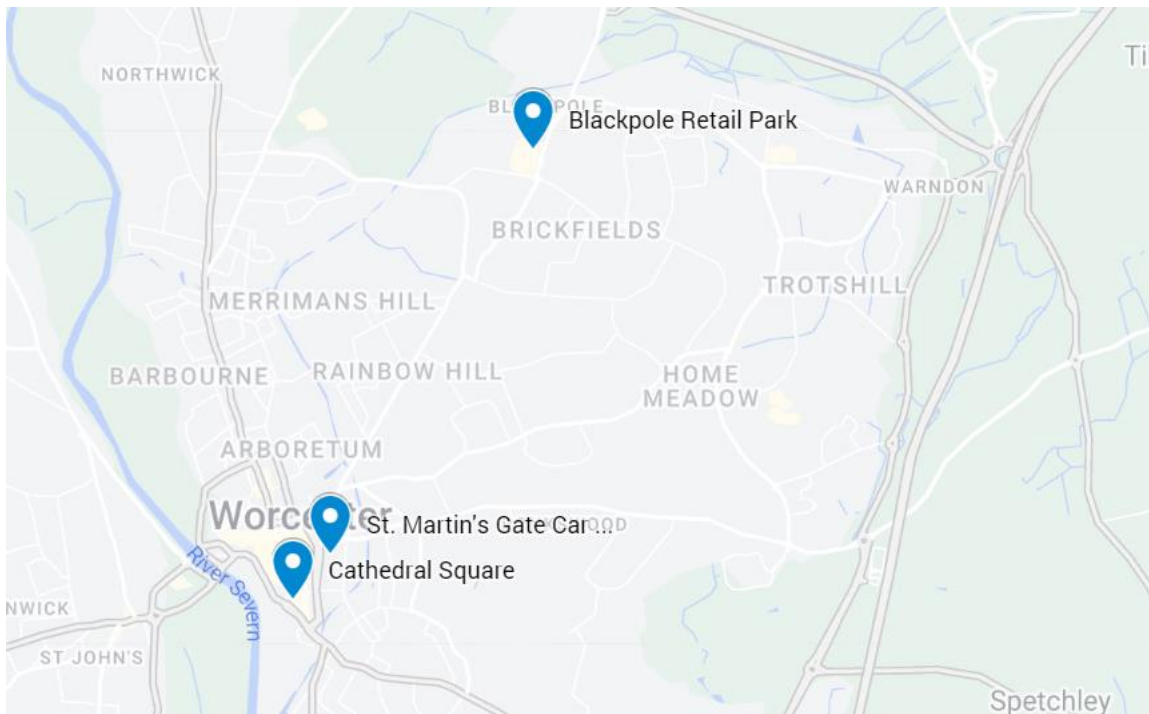 NORTHWICK
Ti
Blackpole Retail Park
WARNDON
BRICKFIELDS
TROTSHILL
MERRIMANS HILL
RAINBOW HILL
BARBOURNE
HOME
MEADOW
ARBORETUM
St. Martin's Gate Car ...
Cathedral Square
River Severn
NWICK
ST JOHN'S
Spetchley